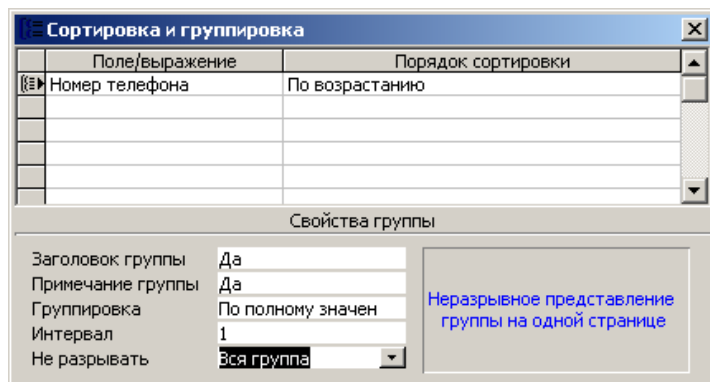 Сортировка и группировка
Поле/выражение Порядок сортировки
Номер телефона По возрастанию
Свойства группы
Заголовок группы Да
Примечание группы Да
Группировка По полному значен
Интервал 1
Не разрывать Вся группа
Неразрывное представление
группы на одной странице